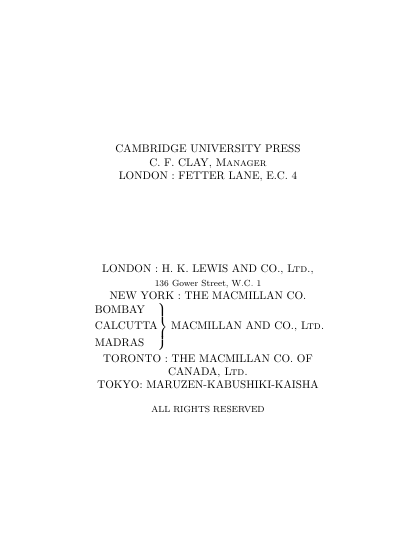 CAMBRIDGE UNIVERSITY PRESS
C. F. CLAY, Manager
LONDON : FETTER LANE, E.C. 4
LONDON : H. K. LEWIS AND CO., Ltd.,
136 Gower Street, W.C. 1
NEW YORK : THE MACMILLAN CO.
BOMBAY
CALCUTTA } MACMILLAN AND CO., Ltd.
MADRAS
TORONTO : THE MACMILLAN CO. OF
CANADA, Ltd.
TOKYO: MARUZEN-KABUSHIKI-KAISHA
ALL RIGHTS RESERVED